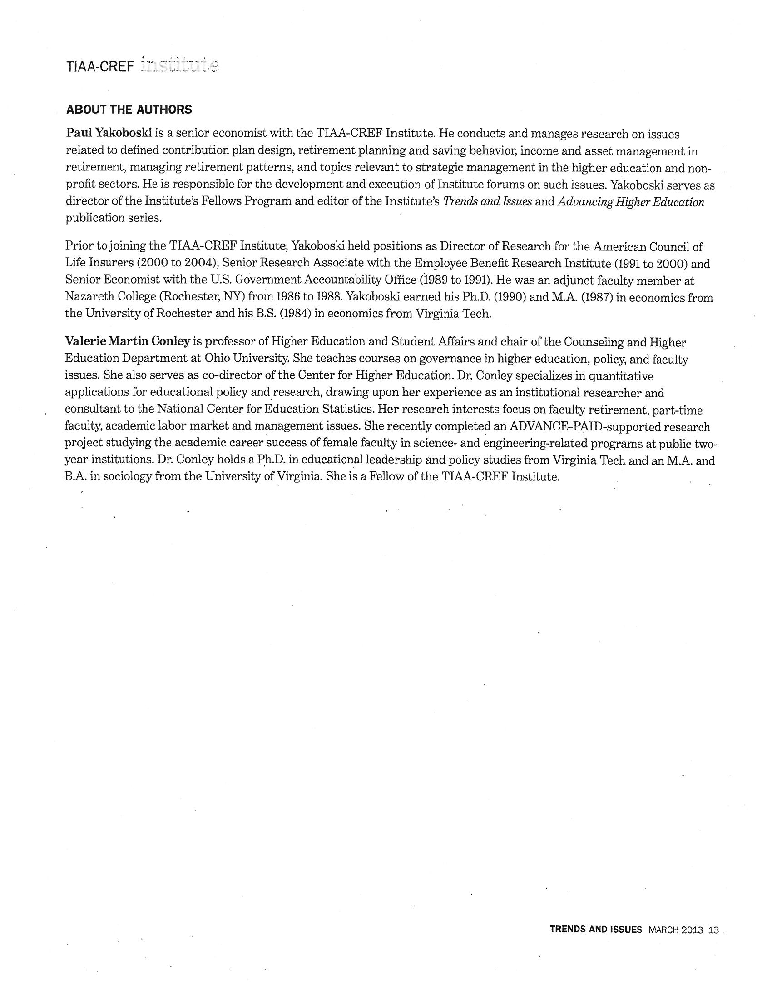 TIAA-CREF institute
ABOUT THE AUTHORS
Paul Yakoboski is a senior economist with the TIAA-CREF Institute. He conducts and manages research on issues
related to defined contribution plan design, retirement planning and saving behavior, income and asset management in
retirement, managing retirement patterns, and topics relevant to strategic management in the higher education and non-
profit sectors. He is responsible for the development and execution of Institute forums on such issues. Yakoboski serves as
director of the Institute's Fellows Program and editor of the Institute's Trends and Issues and Advancing Higher Education
publication series.
Prior to joining the TIAA-CREF Institute, Yakoboski held positions as Director of Research for the American Council of
Life Insurers (2000 to 2004), Senior Research Associate with the Employee Benefit Research Institute (1991 to 2000) and
Senior Economist with the U.S. Government Accountability Office (1989 to 1991). He was an adjunct faculty member at
Nazareth College (Rochester, NY) from 1986 to 1988. Yakoboski earned his Ph.D. (1990) and M.A. (1987) in economics from
the University of Rochester and his B.S. (1984) in economics from Virginia Tech.
Valerie Martin Conley is professor of Higher Education and Student Affairs and chair of the Counseling and Higher
Education Department at Ohio University. She teaches courses on governance in higher education, policy, and faculty
issues. She also serves as co-director of the Center for Higher Education. Dr. Conley specializes in quantitative
applications for educational policy and research, drawing upon her experience as an institutional researcher and
consultant to the National Center for Education Statistics. Her research interests focus on faculty retirement, part-time
faculty, academic labor market and management issues. She recently completed an ADVANCE-PAID-supported research
project studying the academic career success of female faculty in science- and engineering-related programs at public two-
year institutions. Dr. Conley holds a Ph.D. in educational leadership and policy studies from Virginia Tech and an M.A. and
B.A. in sociology from the University of Virginia. She is a Fellow of the TIAA-CREF Institute.
TRENDS AND ISSUES MARCH 2013 13